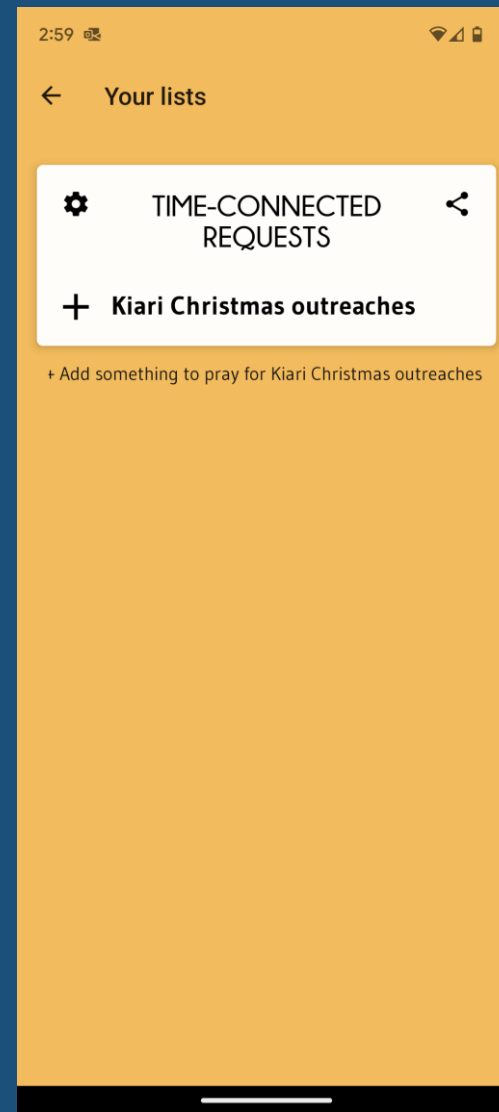 2:59
Your lists
TIME-CONNECTED
REQUESTS
+ Kiari Christmas outreaches
+ Add something to pray for Kiari Christmas outreaches